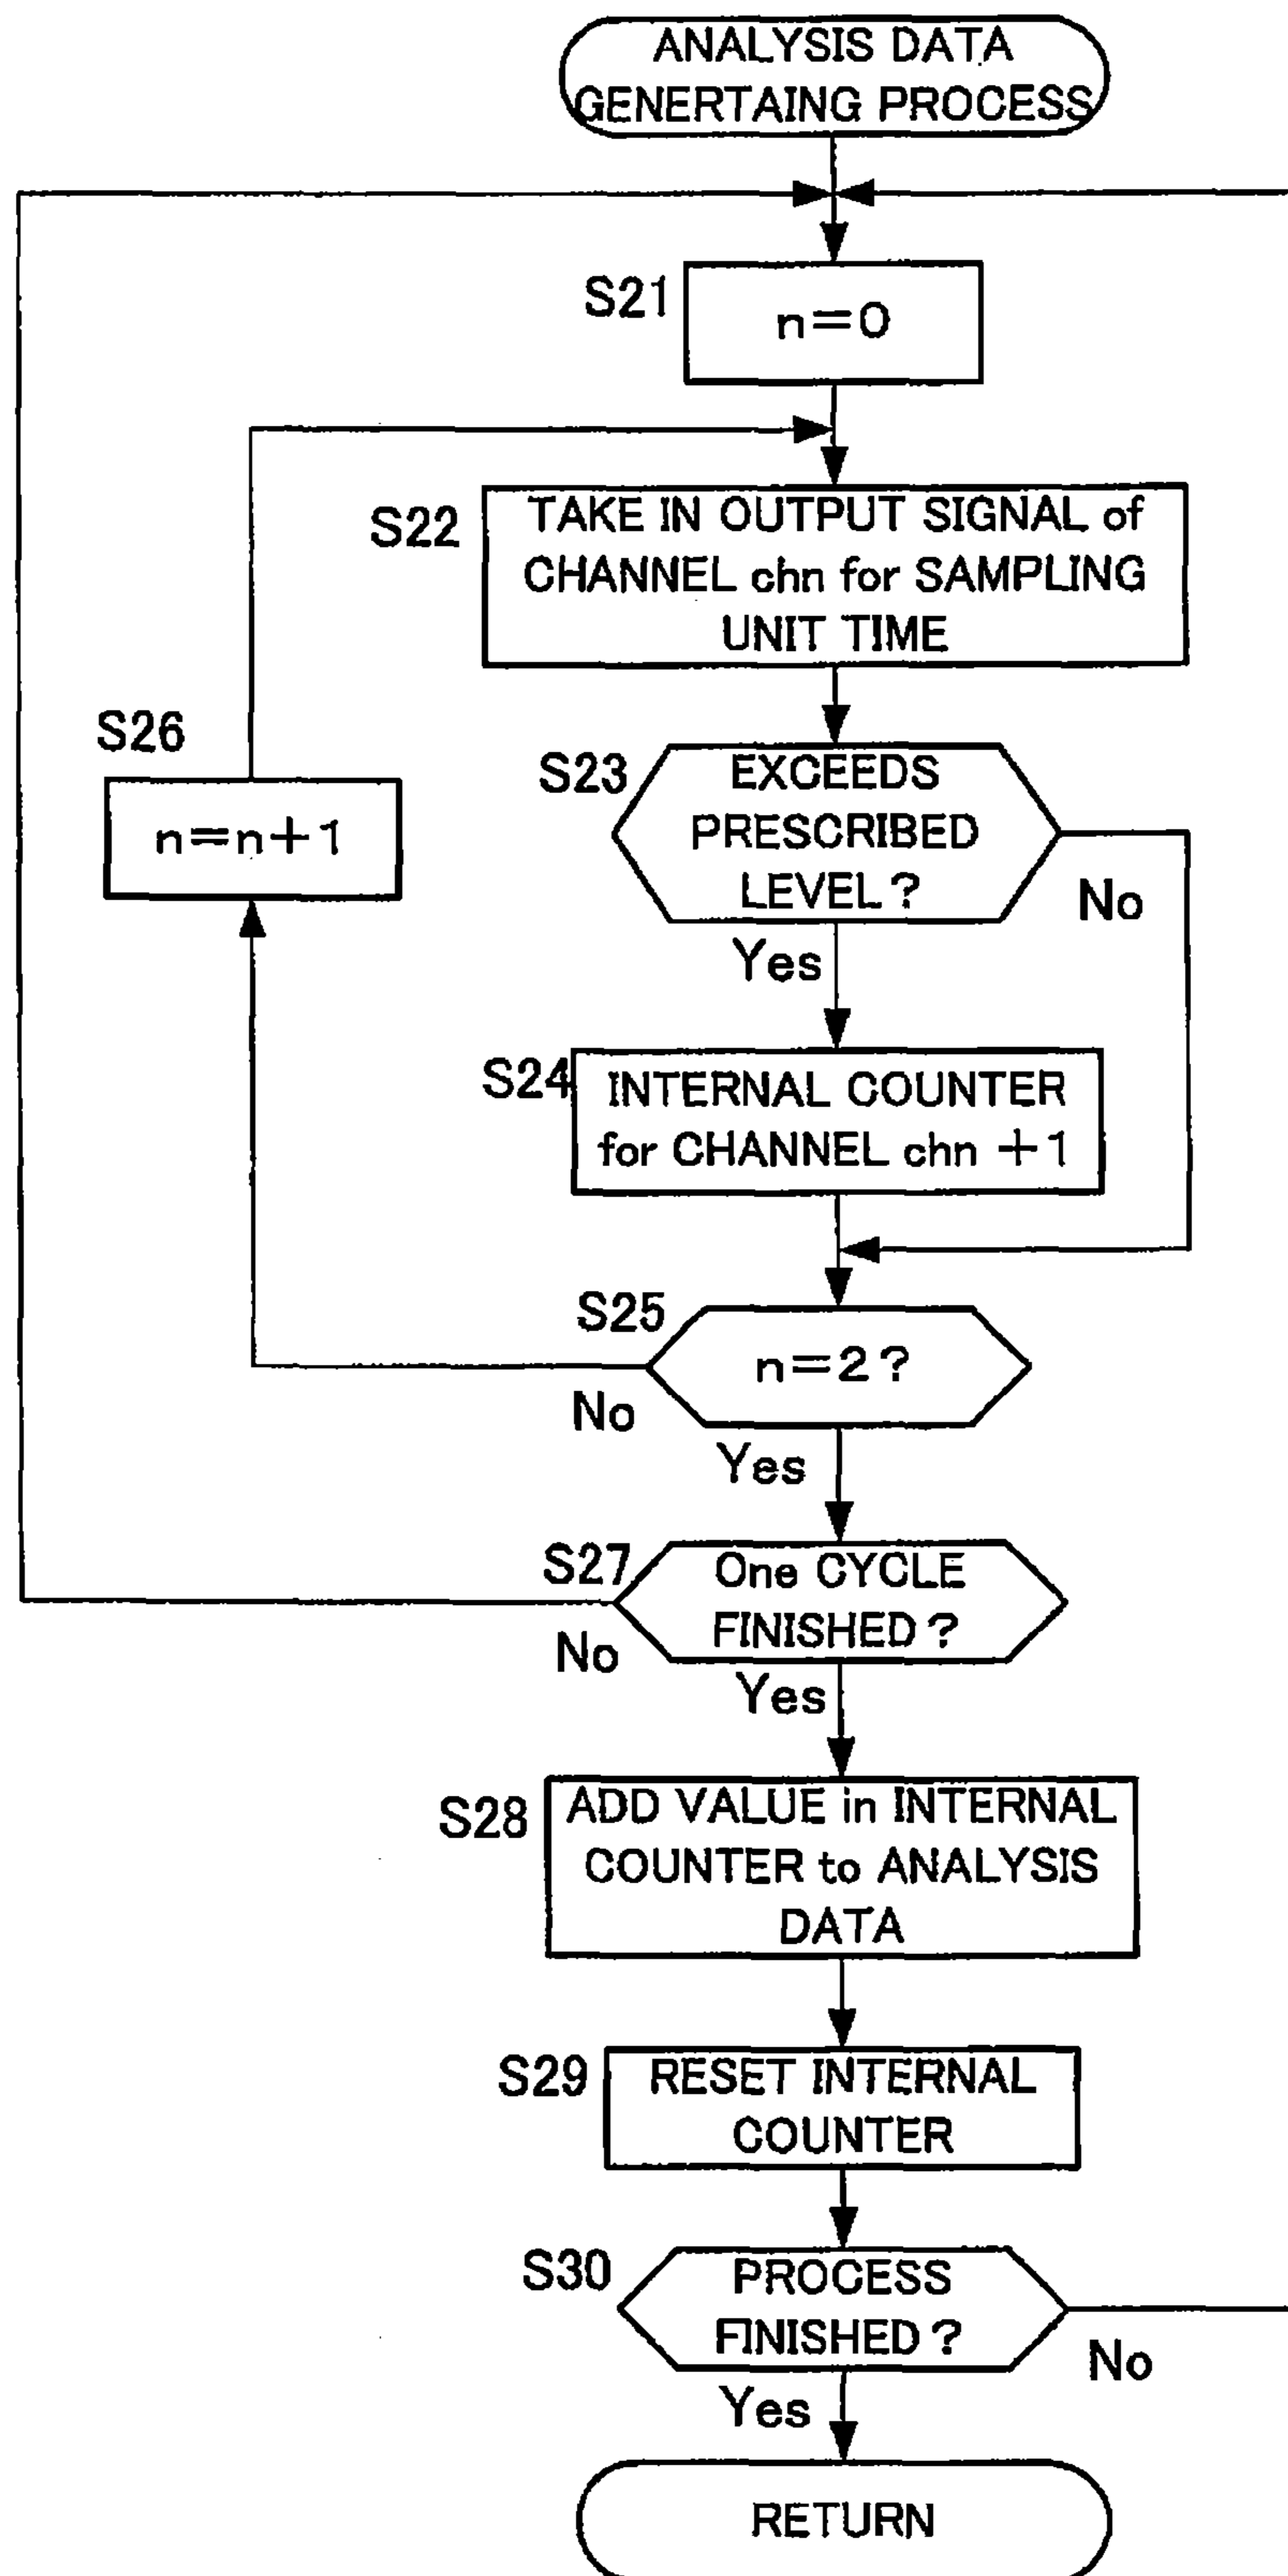 ANALYSIS DATA
GENERTAING PROCESS
S21
n=0
S22
TAKE IN OUTPUT SIGNAL of
CHANNEL chn for SAMPLING
UNIT TIME
S26
n=n+1
S23
EXCEEDS
PRESCRIBED
LEVEL?
No
Yes
S24
INTERNAL COUNTER
for CHANNEL chn +1
S25
n=2?
No
Yes
S27
One CYCLE
FINISHED?
No
Yes
S28
ADD VALUE in INTERNAL
COUNTER to ANALYSIS
DATA
S29
RESET INTERNAL
COUNTER
S30
PROCESS
FINISHED?
No
Yes
RETURN